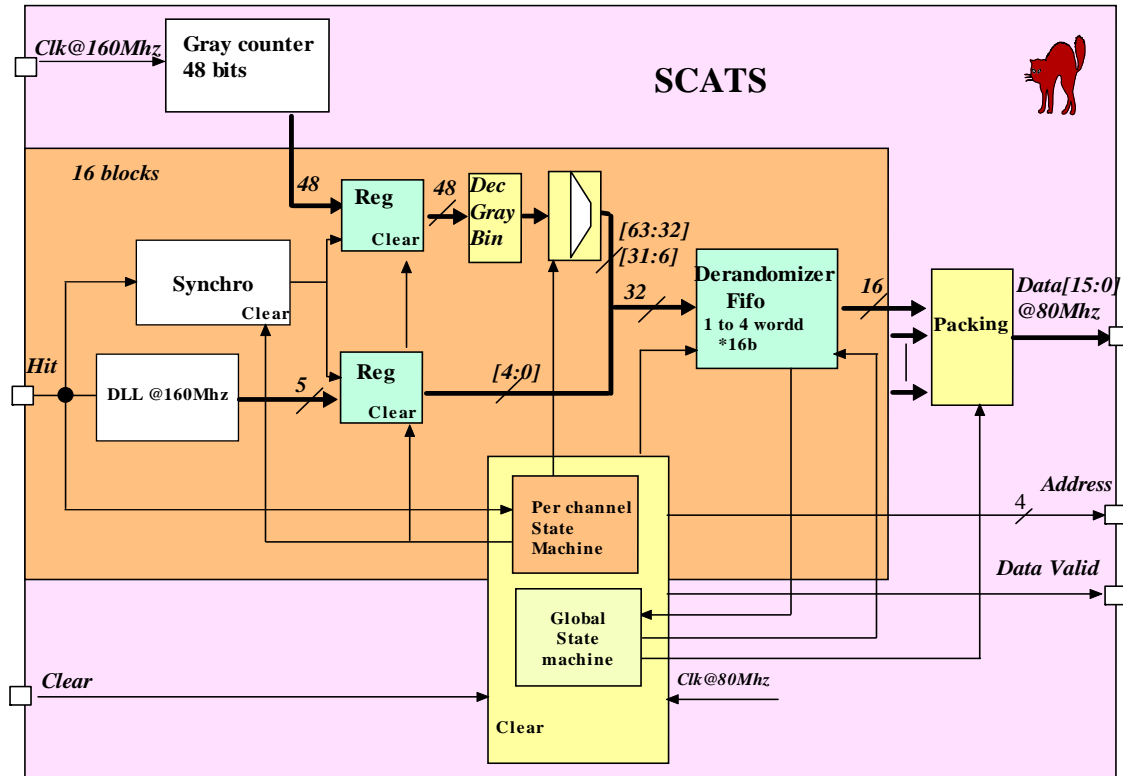 Clk@160Mhz
Gray counter
48 bits
SCATS
16 blocks
48
Reg
Clear
48
Dec
Gray
Bin
[63:32]
[31:6]
Synchro
Clear
32
Derandomizer
Fifo
1 to 4 wordd
*16b
16
Packing
Data[15:0]
@80Mhz
Hit
DLL @160Mhz
5
Reg
Clear
[4:0]
Per channel
State
Machine
4
Address
Data Valid
Global
State
machine
Clear
Clk@80Mhz
Clear